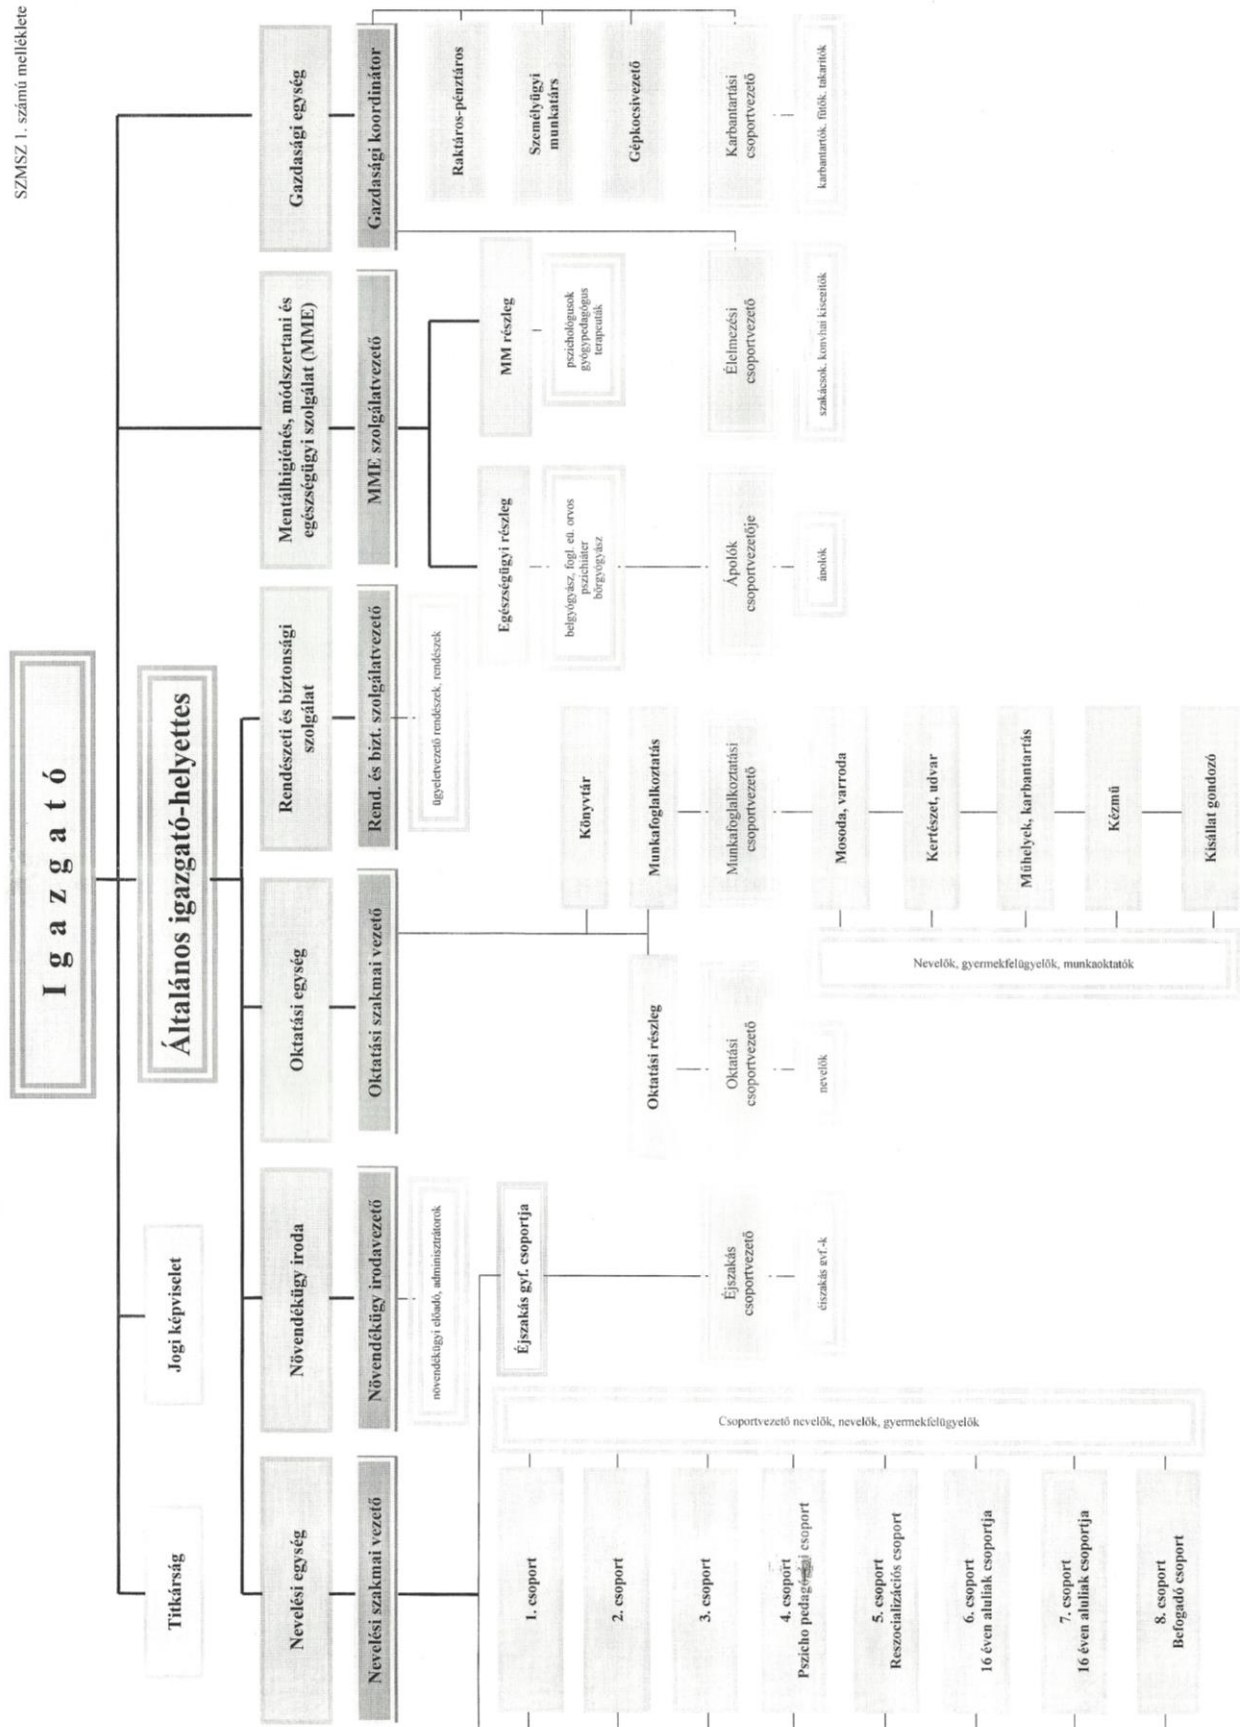 SZMSZ 1. számú melléklete
Igazgató
Általános igazgató-helyettes
Titkárság
Jogi képviselet
Nevelési egység
Növendékügy iroda
Oktatási egység
Rendészeti és biztonsági
szolgálat
Mentálhigiénés, módszertani és
egészségügyi szolgálat (MME)
Gazdasági egység
Nevelési szakmai vezető
Növendékügy irodavezető
Oktatási szakmai vezető
Rend. és bizt. szolgálatvezető
MME szolgálatvezető
Gazdasági koordinátor
növendékügyi előadó, adminisztrátorok
ügyeletvezető rendészek, rendészek
Raktáros-pénztáros
Személyügyi
munkatárs
Gépkocsivezető
Karbantartási
csoportvezető
karbantartók, fűtők, takarítók
Egészségügyi részleg
MM részleg
belgyógyász, fogl. eü. orvos
pszichiáter
bőrgyógyász
pszichológusok
gyógypedagógus
terapeuták
Ápolók
csoportvezetője
ápolók
Élelmezési
csoportvezető
szakácsok, konyhai kisegítők
Könyvtár
Oktatási részleg
Munkafoglalkoztatás
Oktatási
csoportvezető
nevelők
Munkafoglalkoztatási
csoportvezető
Mosoda, varroda
Kertészet, udvar
Műhelyek, karbantartás
Kézmű
Kisállat gondozó
Nevelők, gyermekfelügyelők, munkaoktatók
Éjszakás gyf. csoportja
Éjszakás
csoportvezető
éjszakás gyf.-k
Csoportvezető nevelők, nevelők, gyermekfelügyelők
1. csoport
2. csoport
3. csoport
4. csoport
Pszicho pedagógiai csoport
5. csoport
Reszocializációs csoport
6. csoport
16 éven aluliak csoportja
7. csoport
16 éven aluliak csoportja
8. csoport
Befogadó csoport